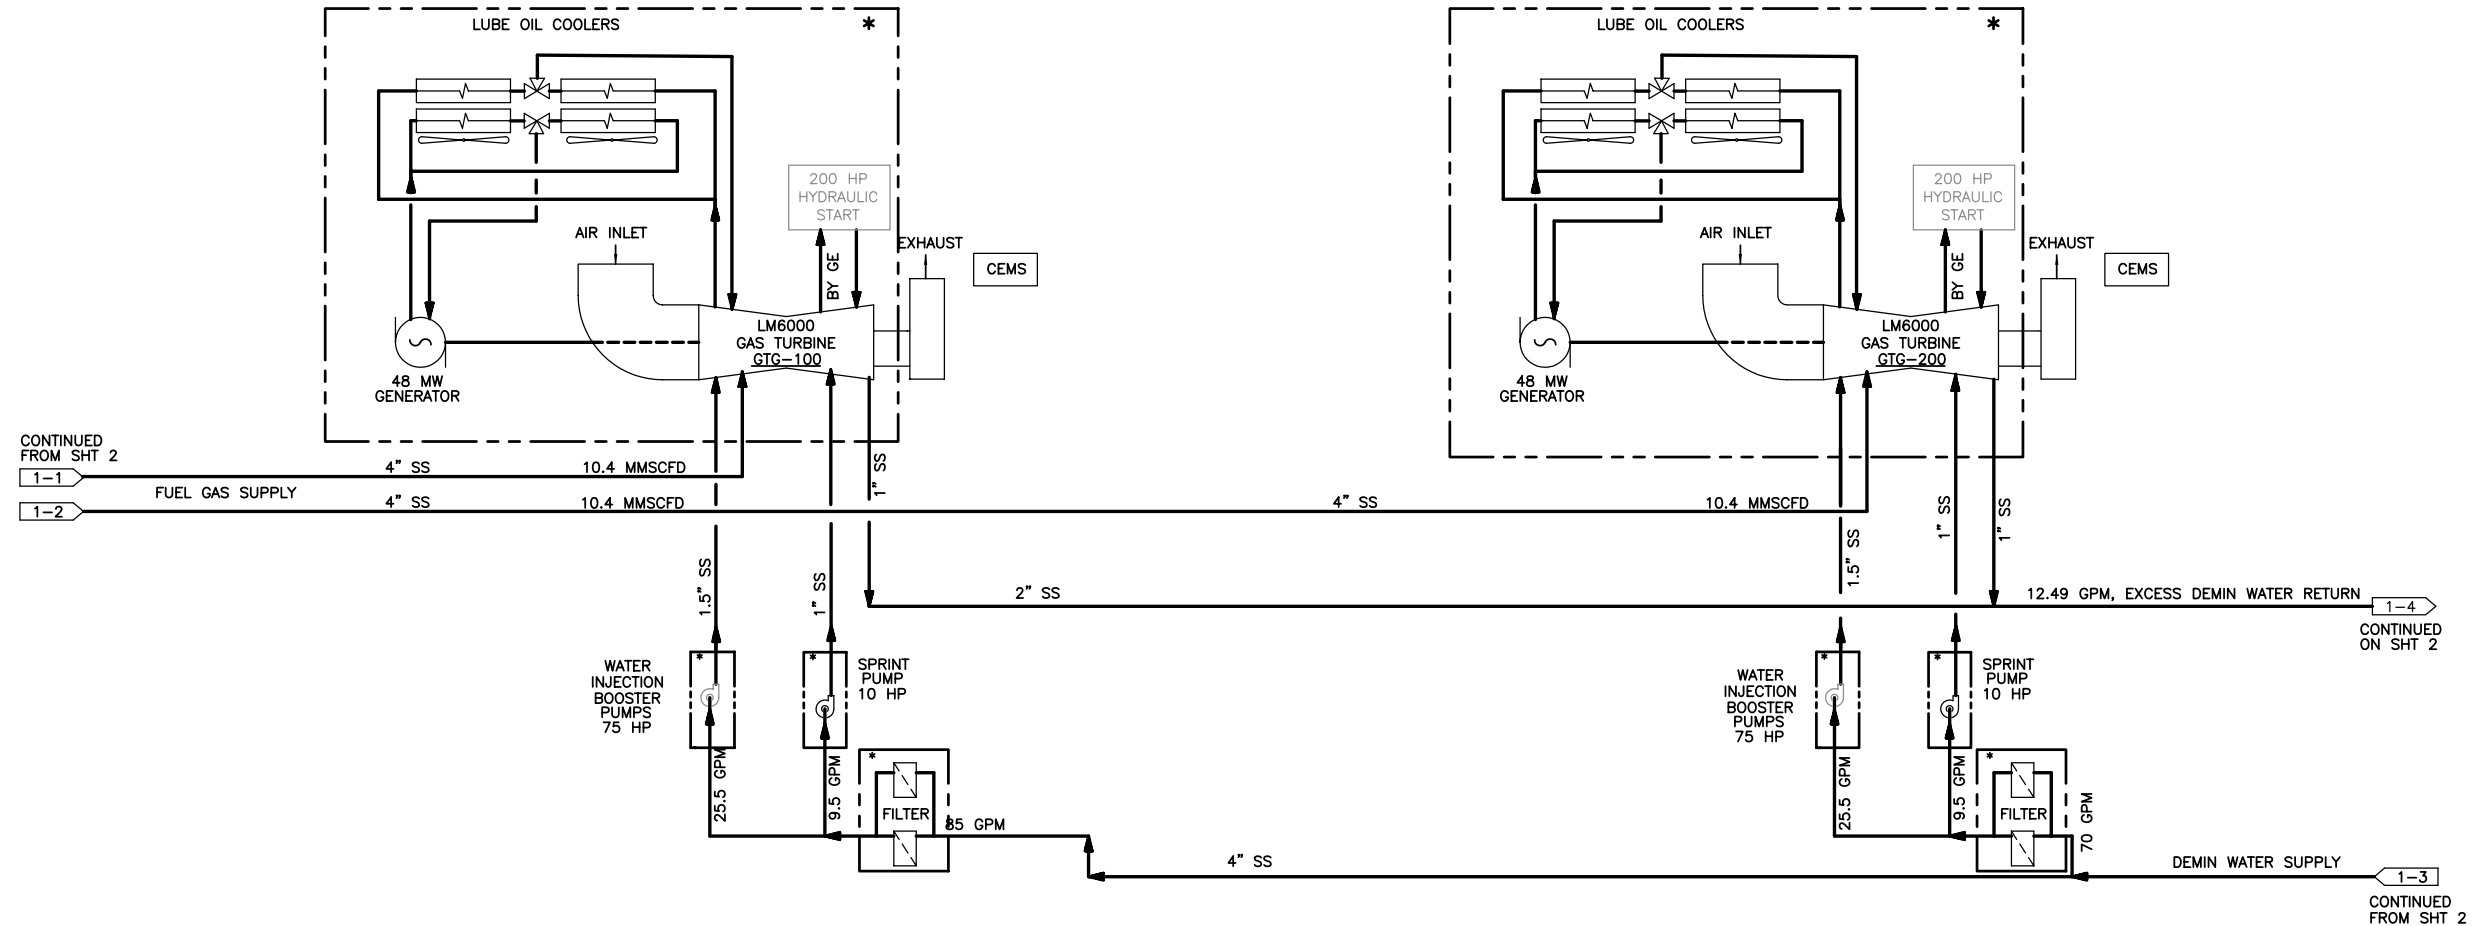 LUBE OIL COOLERS
*
200 HP
HYDRAULIC
START
AIR INLET
BY GE
EXHAUST
CEMS
LM6000
GAS TURBINE
GTG-100
48 MW
GENERATOR
LUBE OIL COOLERS
*
200 HP
HYDRAULIC
START
AIR INLET
BY GE
EXHAUST
CEMS
LM6000
GAS TURBINE
GTG-200
48 MW
GENERATOR
CONTINUED
FROM SHT 2
1-1
4" SS
10.4 MMSCFD
FUEL GAS SUPPLY
1-2
4" SS
10.4 MMSCFD
4" SS
10.4 MMSCFD
1" SS
1.5" SS
1" SS
2" SS
1.5" SS
1" SS
1" SS
12.49 GPM, EXCESS DEMIN WATER RETURN
1-4
CONTINUED
ON SHT 2
WATER
INJECTION
BOOSTER
PUMPS
75 HP
*
*
SPRINT
PUMP
10 HP
25.5 GPM
9.5 GPM
*
FILTER
WATER
INJECTION
BOOSTER
PUMPS
75 HP
*
*
SPRINT
PUMP
10 HP
25.5 GPM
9.5 GPM
*
FILTER
70 GPM
4" SS
DEMIN WATER SUPPLY
1-3
CONTINUED
FROM SHT 2